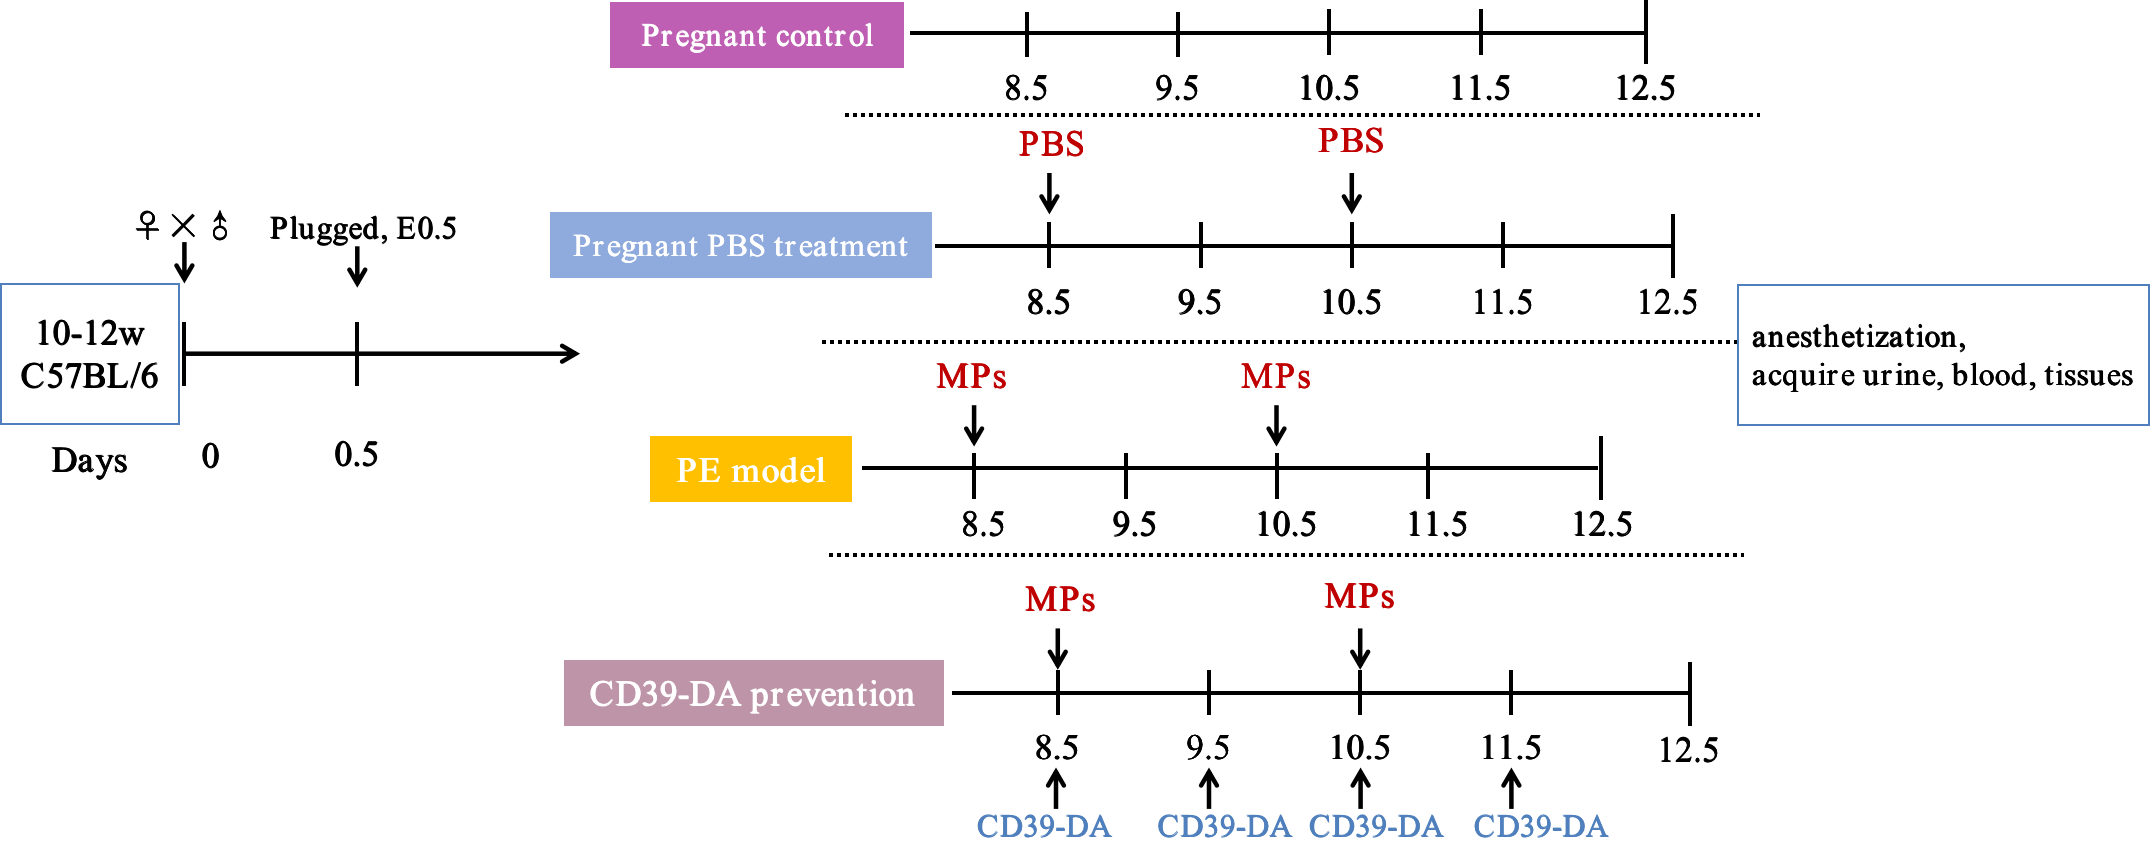 Pregnant control
8.5 9.5 10.5 11.5 12.5
PBS PBS
♀ × ♂ Plugged, E0.5
Pregnant PBS treatment
8.5 9.5 10.5 11.5 12.5
10-12w
C57BL/6
Days 0 0.5
anesthetization,
acquire urine, blood, tissues
MPs MPs
PE model
8.5 9.5 10.5 11.5 12.5
MPs MPs
CD39-DA prevention
8.5 9.5 10.5 11.5 12.5
CD39-DA CD39-DA CD39-DA CD39-DA